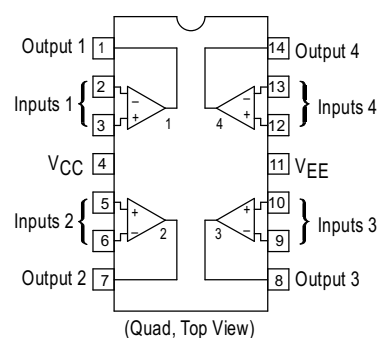 Output 1 1 14 Output 4
2 13
Inputs 1 { − + 1 4 − + } Inputs 4
3 12
VCC 4 11 VEE
5 10
Inputs 2 { + − 2 3 + − } Inputs 3
6 9
Output 2 7 8 Output 3
(Quad, Top View)